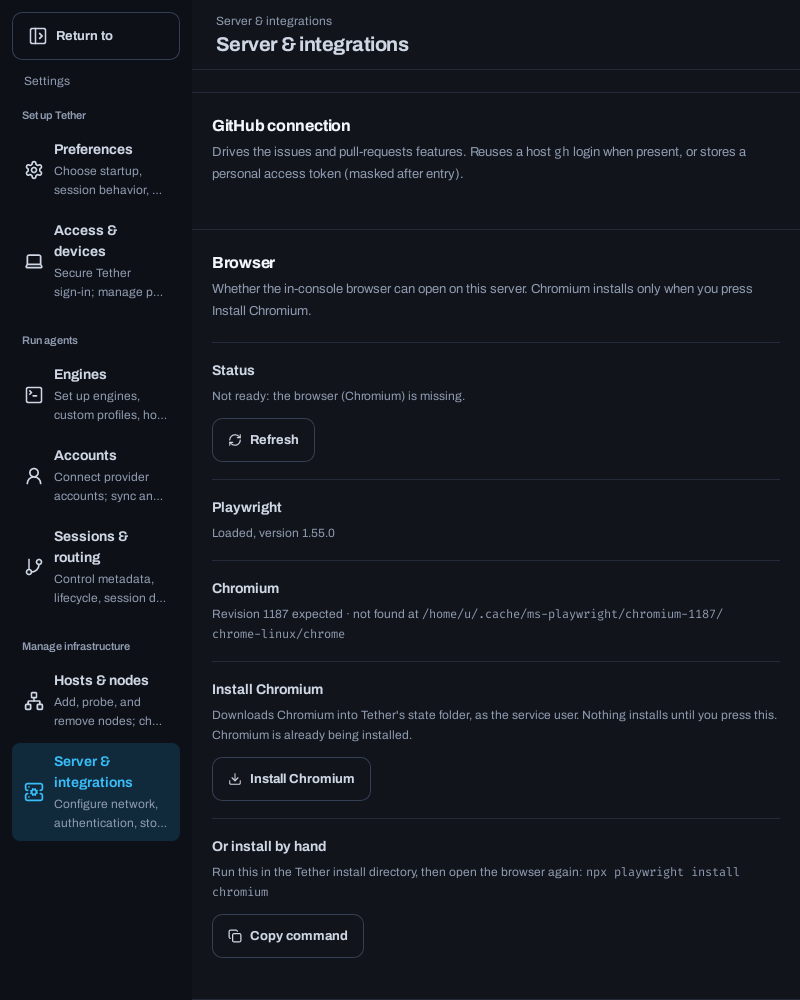 Return to
Settings
Set up Tether
Preferences
Choose startup,
session behavior, ...
Access &
devices
Secure Tether
sign-in; manage p...
Run agents
Engines
Set up engines,
custom profiles, ho...
Accounts
Connect provider
accounts; sync an...
Sessions &
routing
Control metadata,
lifecycle, session d...
Manage infrastructure
Hosts & nodes
Add, probe, and
remove nodes; ch...
Server &
integrations
Configure network,
authentication, sto...
Server & integrations
Server & integrations
GitHub connection
Drives the issues and pull-requests features. Reuses a host gh login when present, or stores a
personal access token (masked after entry).
Browser
Whether the in-console browser can open on this server. Chromium installs only when you press
Install Chromium.
Status
Not ready: the browser (Chromium) is missing.
Refresh
Playwright
Loaded, version 1.55.0
Chromium
Revision 1187 expected · not found at /home/u/.cache/ms-playwright/chromium-1187/
chrome-linux/chrome
Install Chromium
Downloads Chromium into Tether's state folder, as the service user. Nothing installs until you press this.
Chromium is already being installed.
Install Chromium
Or install by hand
Run this in the Tether install directory, then open the browser again: npx playwright install
chromium
Copy command